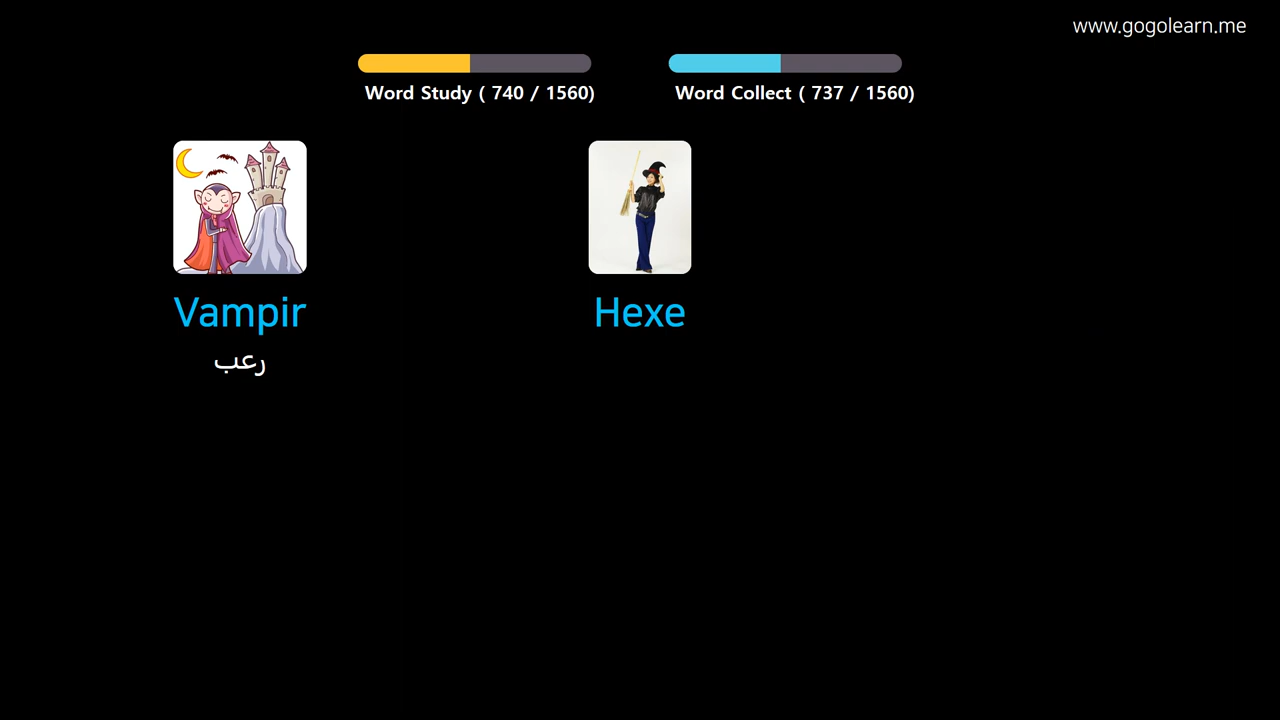 www.gogolearn.me
Word Study ( 740 / 1560)
Word Collect ( 737 / 1560)
Vampir
Hexe
رعب